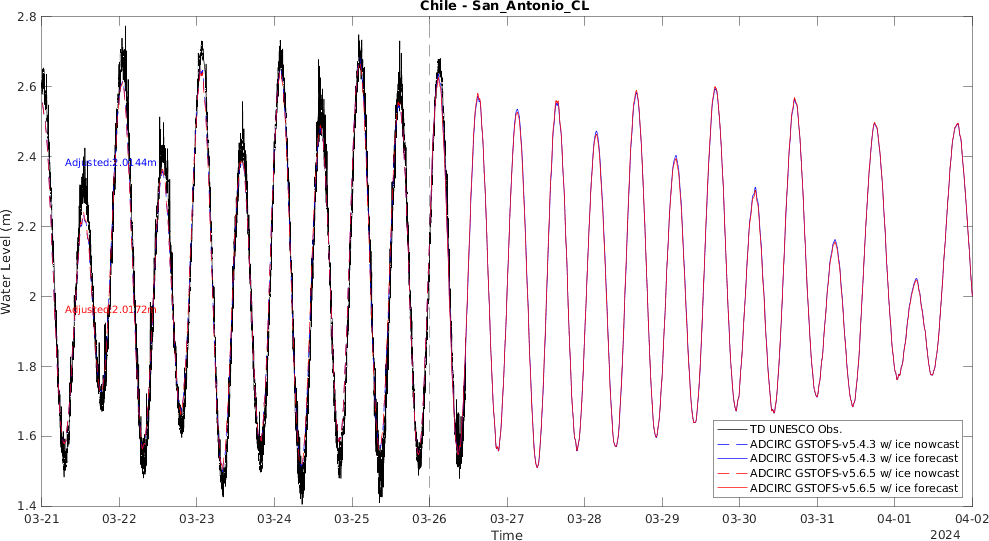 Chile - San_Antonio_CL
2.8
2.6
2.4
2.2
2
1.8
1.6
1.4
Water Level (m)
Adjusted:2.0144m
Adjusted:2.0172m
TD UNESCO Obs.
ADCIRC GSTOFS-v5.4.3 w/ ice nowcast
ADCIRC GSTOFS-v5.4.3 w/ ice forecast
ADCIRC GSTOFS-v5.6.5 w/ ice nowcast
ADCIRC GSTOFS-v5.6.5 w/ ice forecast
03-21 03-22 03-23 03-24 03-25 03-26 03-27 03-28 03-29 03-30 03-31 04-01 04-02
Time
2024